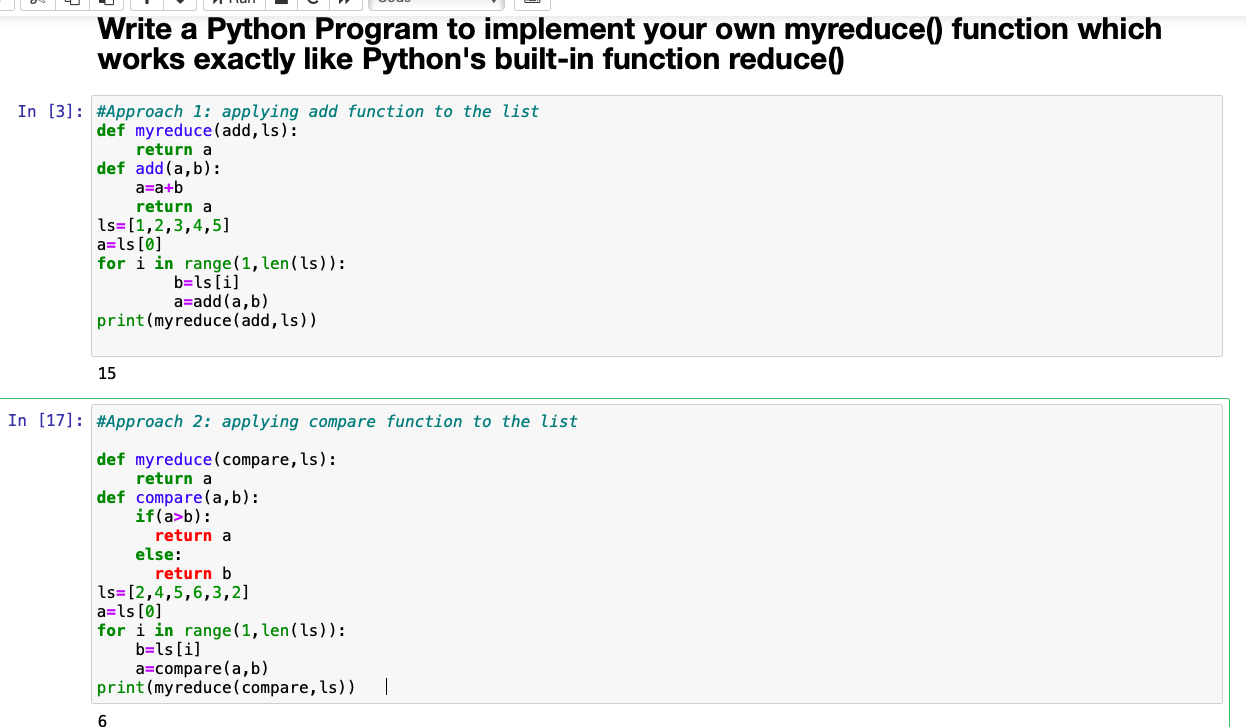 Write a Python Program to implement your own myreduce() function which
works exactly like Python's built-in function reduce()
In [3]:
#Approach 1: applying add function to the list
def myreduce(add,ls):
    return a
def add(a,b):
    a=a+b
    return a
ls=[1,2,3,4,5]
a=ls[0]
for i in range(1,len(ls)):
        b=ls[i]
        a=add(a,b)
print(myreduce(add,ls))
15
In [17]:
#Approach 2: applying compare function to the list
def myreduce(compare,ls):
    return a
def compare(a,b):
    if(a>b):
      return a
    else:
      return b
ls=[2,4,5,6,3,2]
a=ls[0]
for i in range(1,len(ls)):
    b=ls[i]
    a=compare(a,b)
print(myreduce(compare,ls))
6